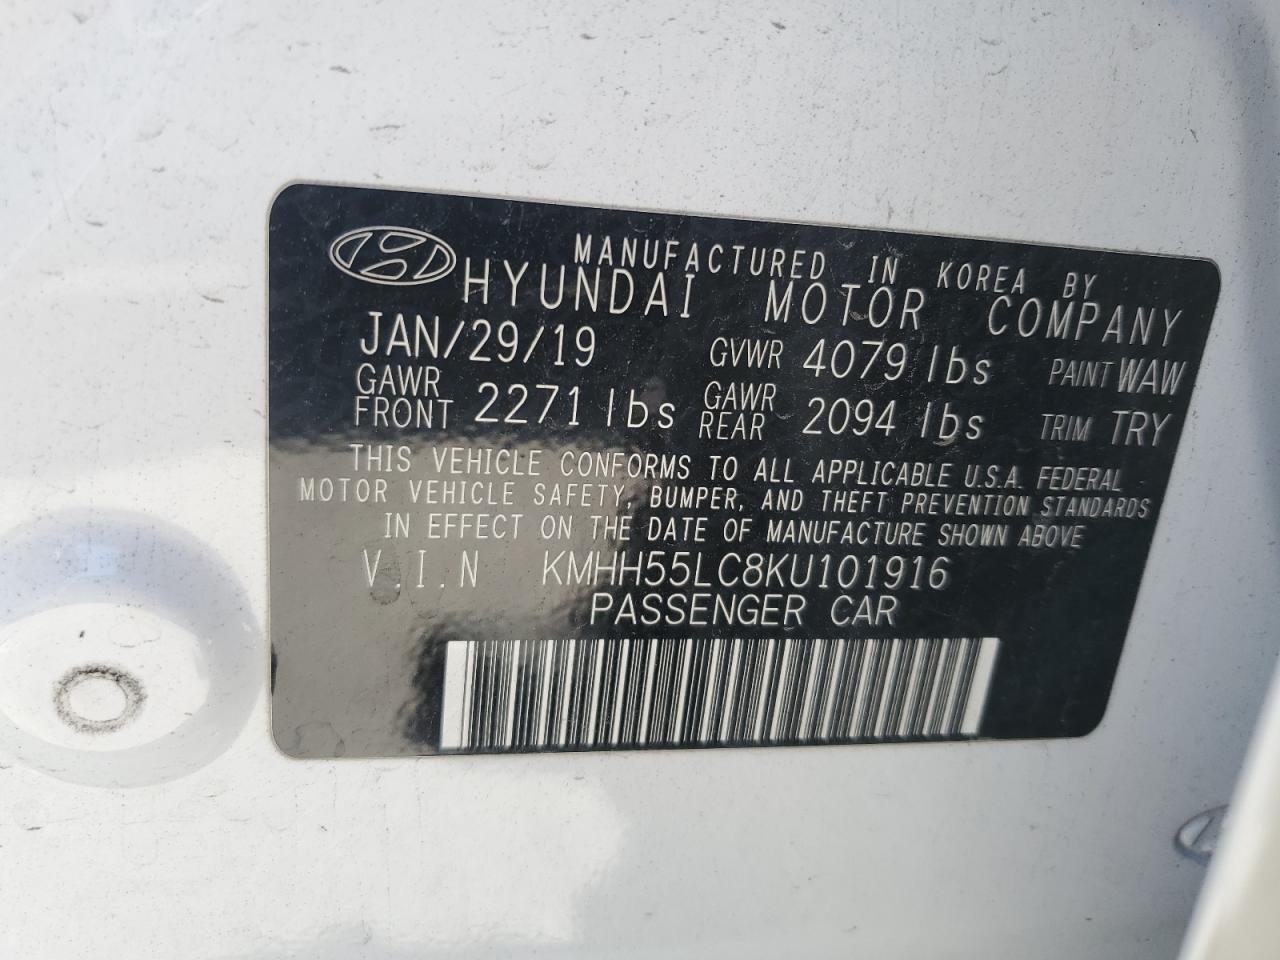 MANUFACTURED IN KOREA BY
HYUNDAI MOTOR COMPANY
JAN/29/19 GVWR 4079 lbs PAINT WAW
GAWR FRONT 2271 lbs GAWR REAR 2094 lbs TRIM TRY
THIS VEHICLE CONFORMS TO ALL APPLICABLE U.S.A. FEDERAL
MOTOR VEHICLE SAFETY, BUMPER, AND THEFT PREVENTION STANDARDS
IN EFFECT ON THE DATE OF MANUFACTURE SHOWN ABOVE
V.I.N KMHH55LC8KU101916
PASSENGER CAR